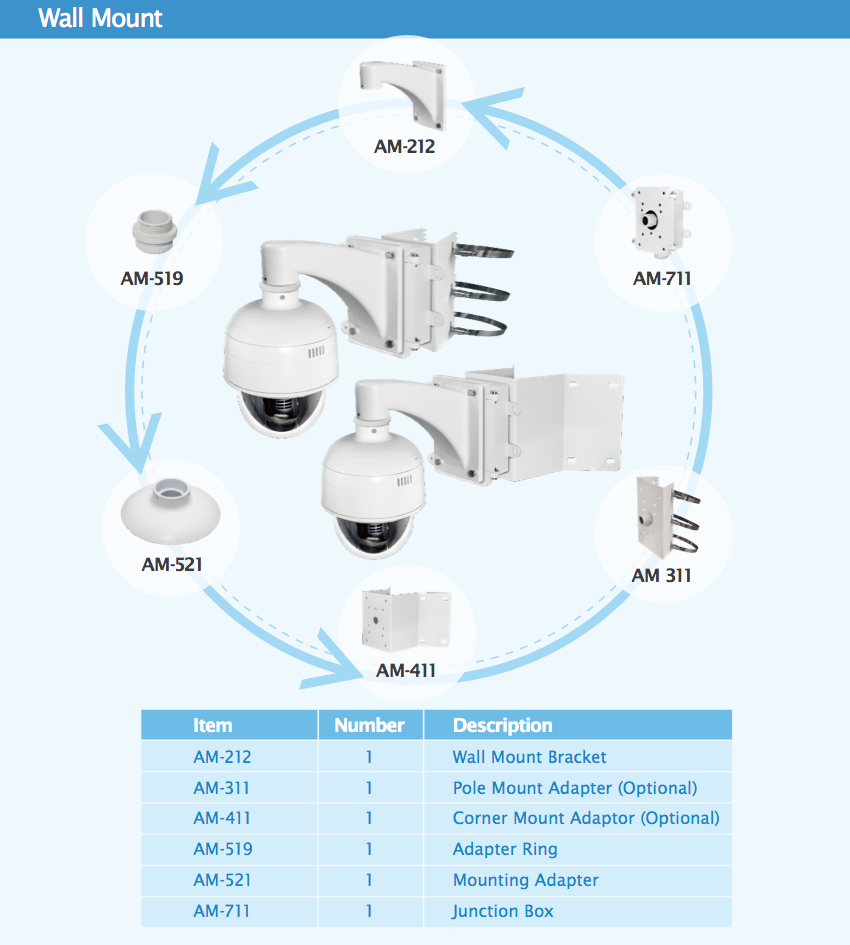 Wall Mount
AM-212
AM-519
AM-711
AM-521
AM 311
AM-411
Item Number Description
AM-212 1 Wall Mount Bracket
AM-311 1 Pole Mount Adapter (Optional)
AM-411 1 Corner Mount Adaptor (Optional)
AM-519 1 Adapter Ring
AM-521 1 Mounting Adapter
AM-711 1 Junction Box